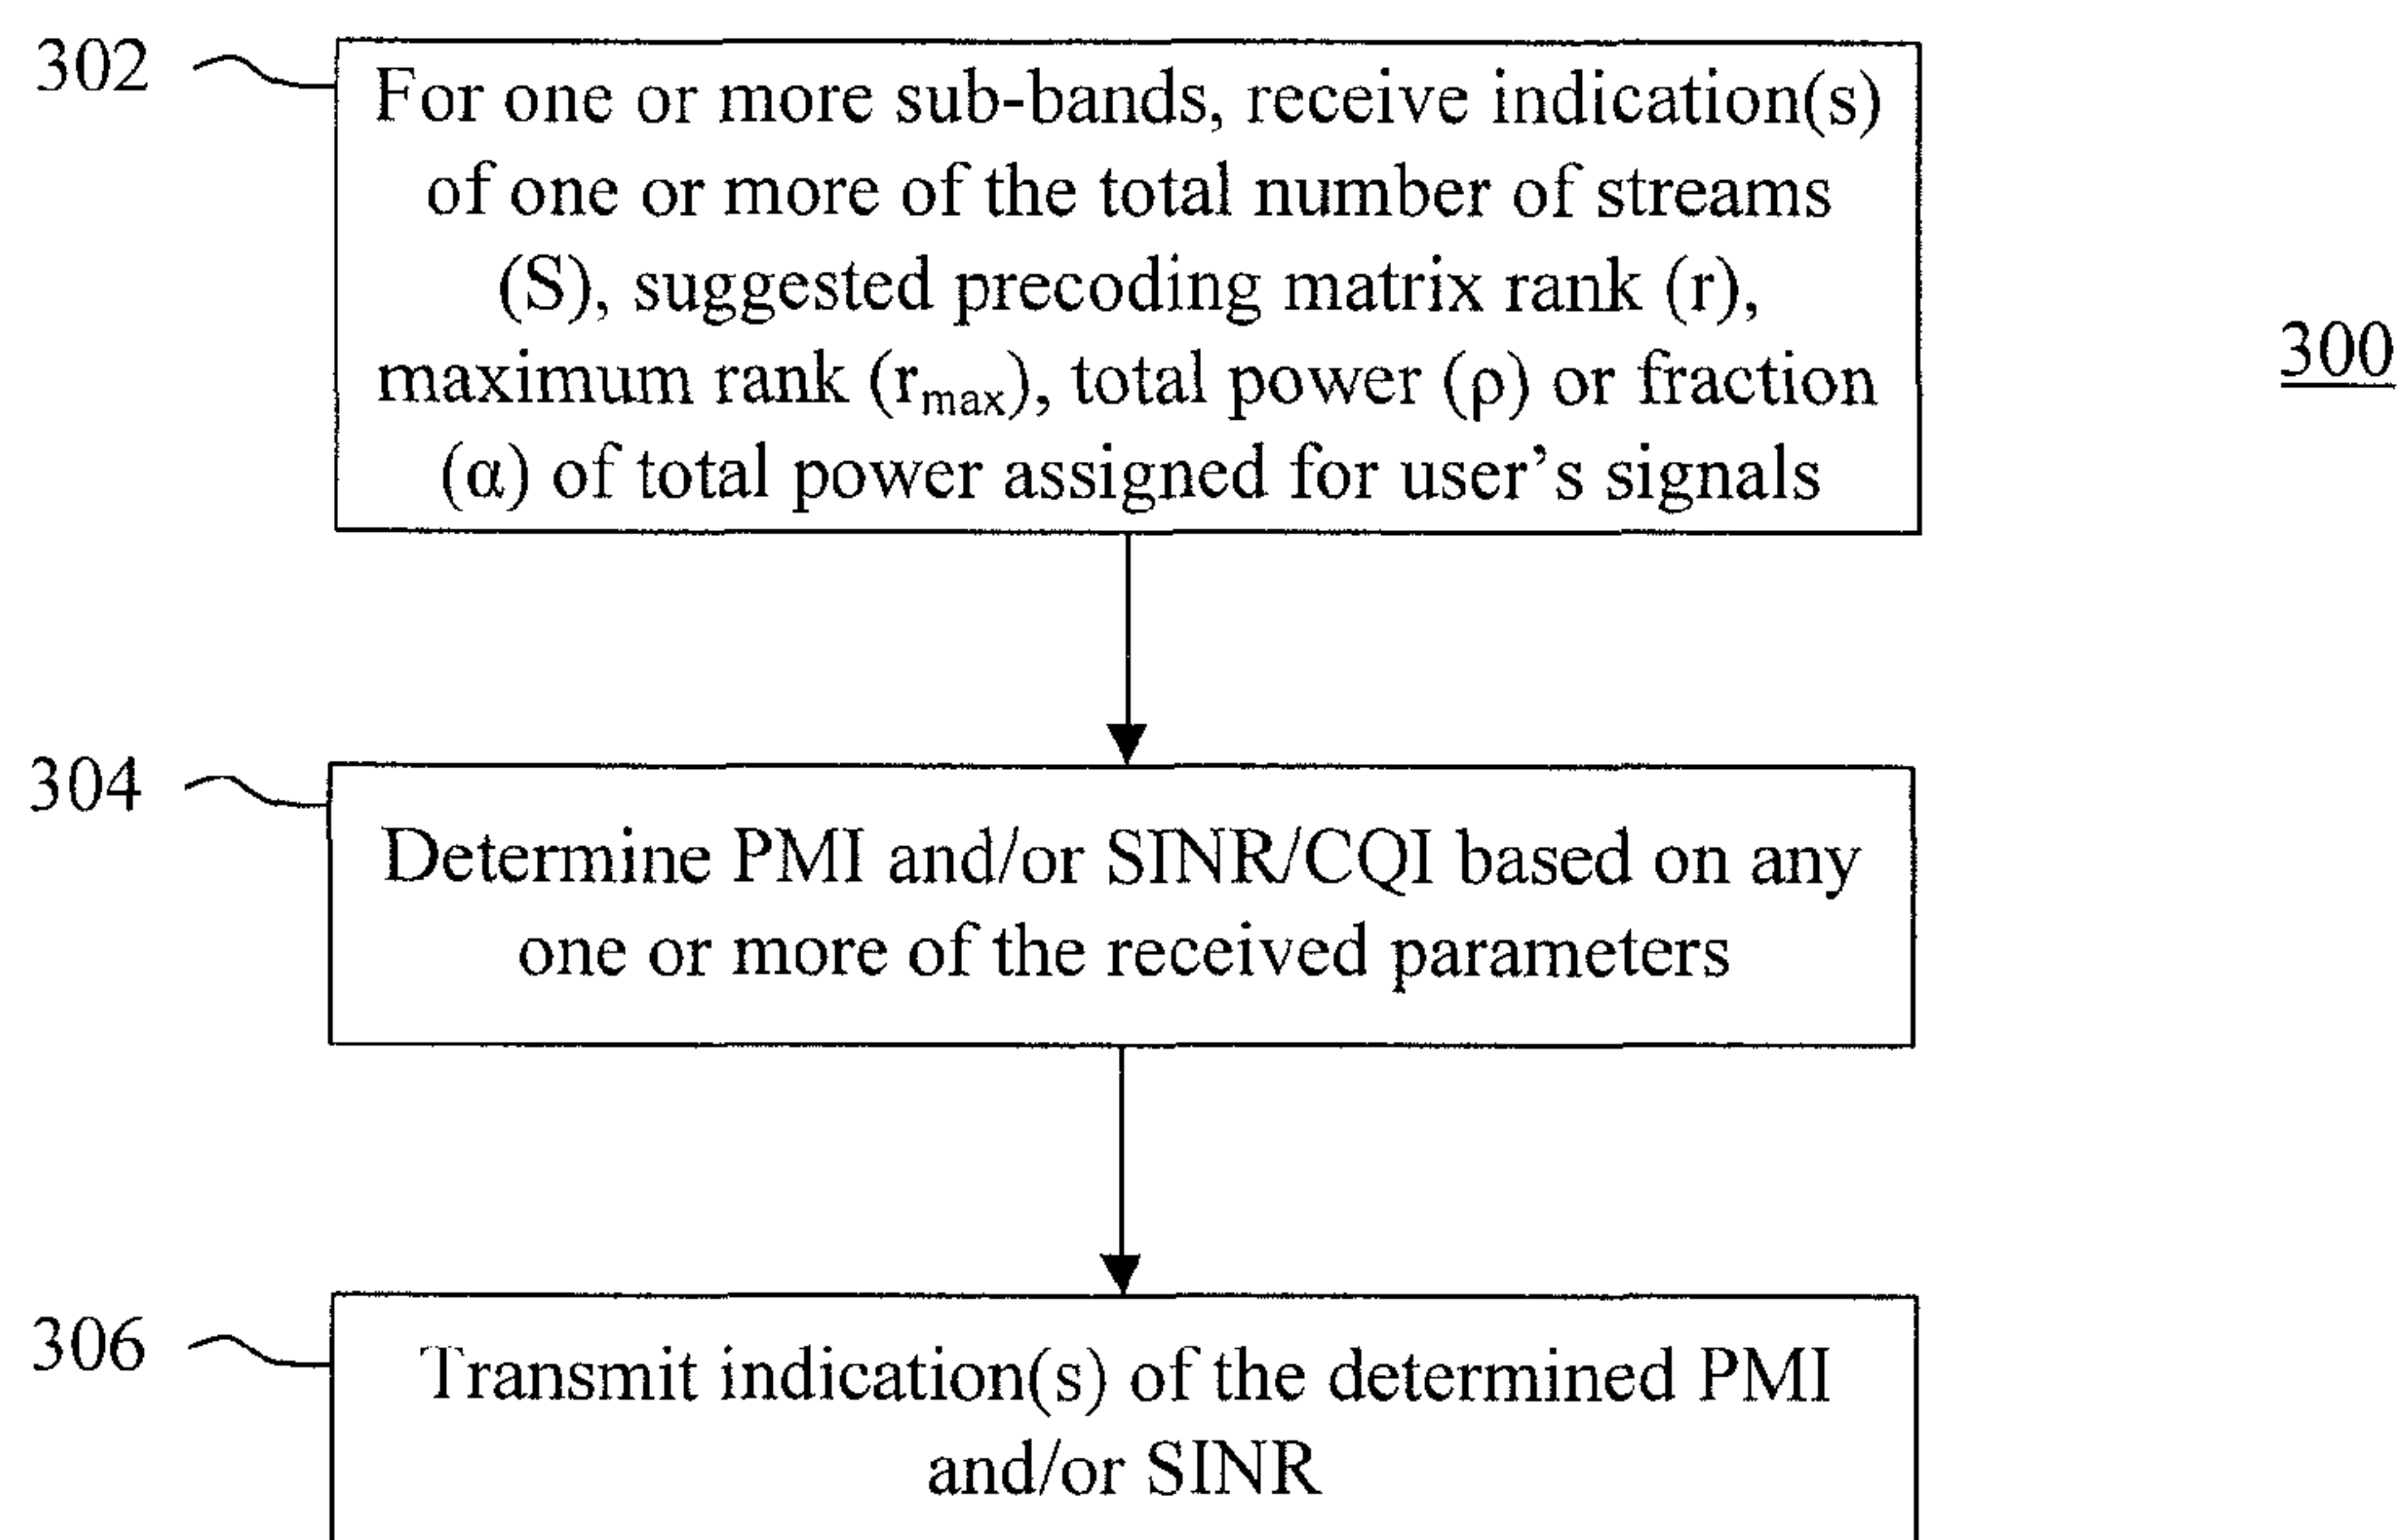 302
For one or more sub-bands, receive indication(s)
of one or more of the total number of streams
(S), suggested precoding matrix rank (r),
maximum rank (rmax), total power (ρ) or fraction
(α) of total power assigned for user's signals
300
304
Determine PMI and/or SINR/CQI based on any
one or more of the received parameters
306
Transmit indication(s) of the determined PMI
and/or SINR